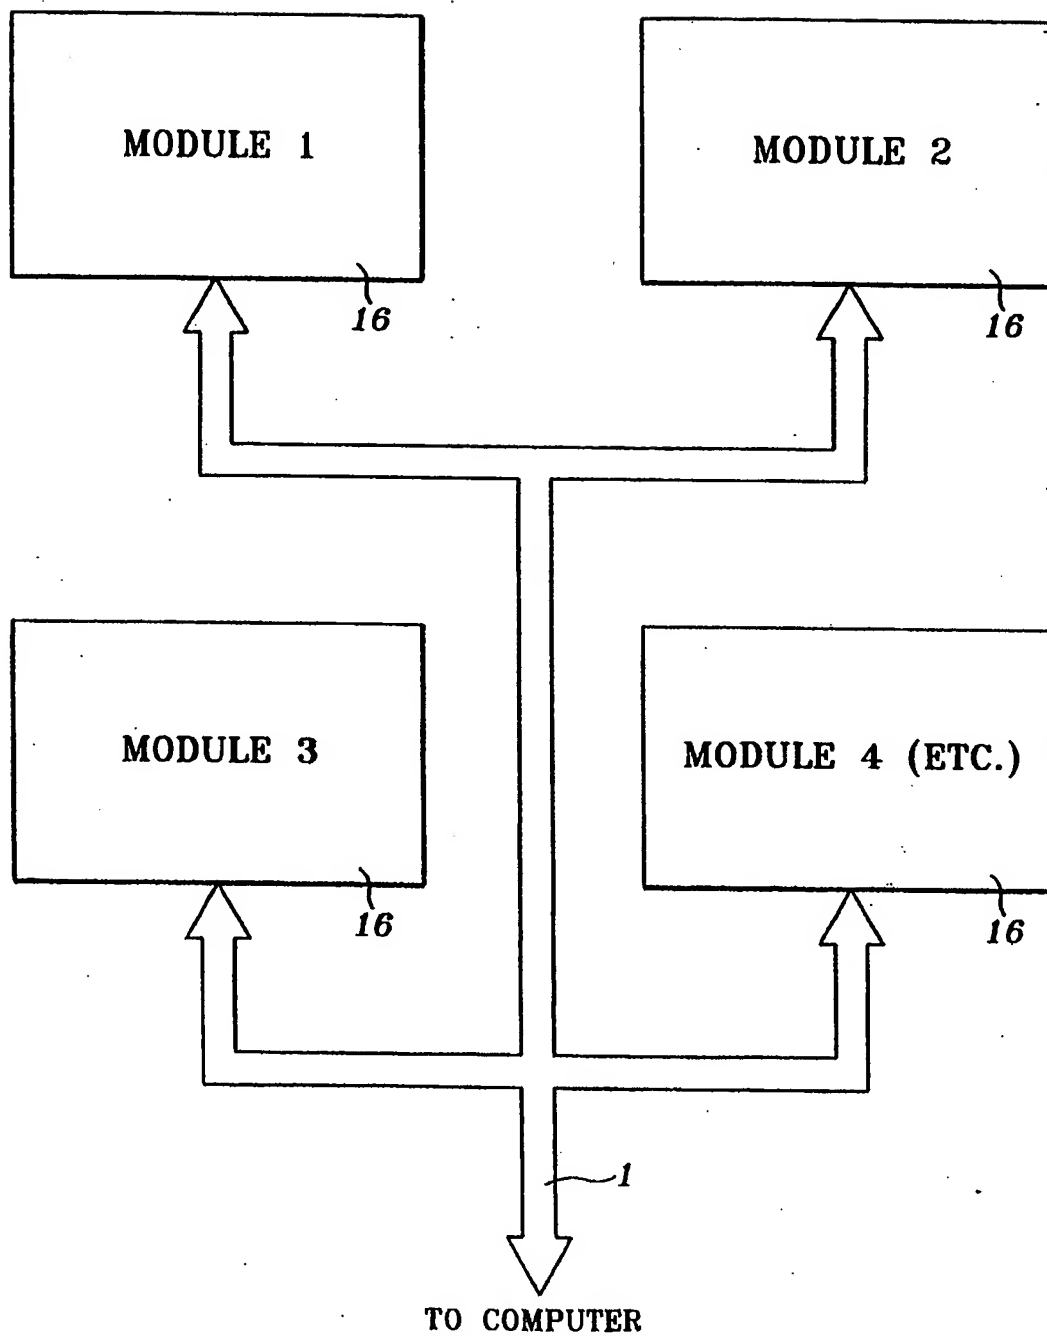 MODULE 1
MODULE 2
16
16
MODULE 3
MODULE 4 (ETC.)
16
16
1
TO COMPUTER